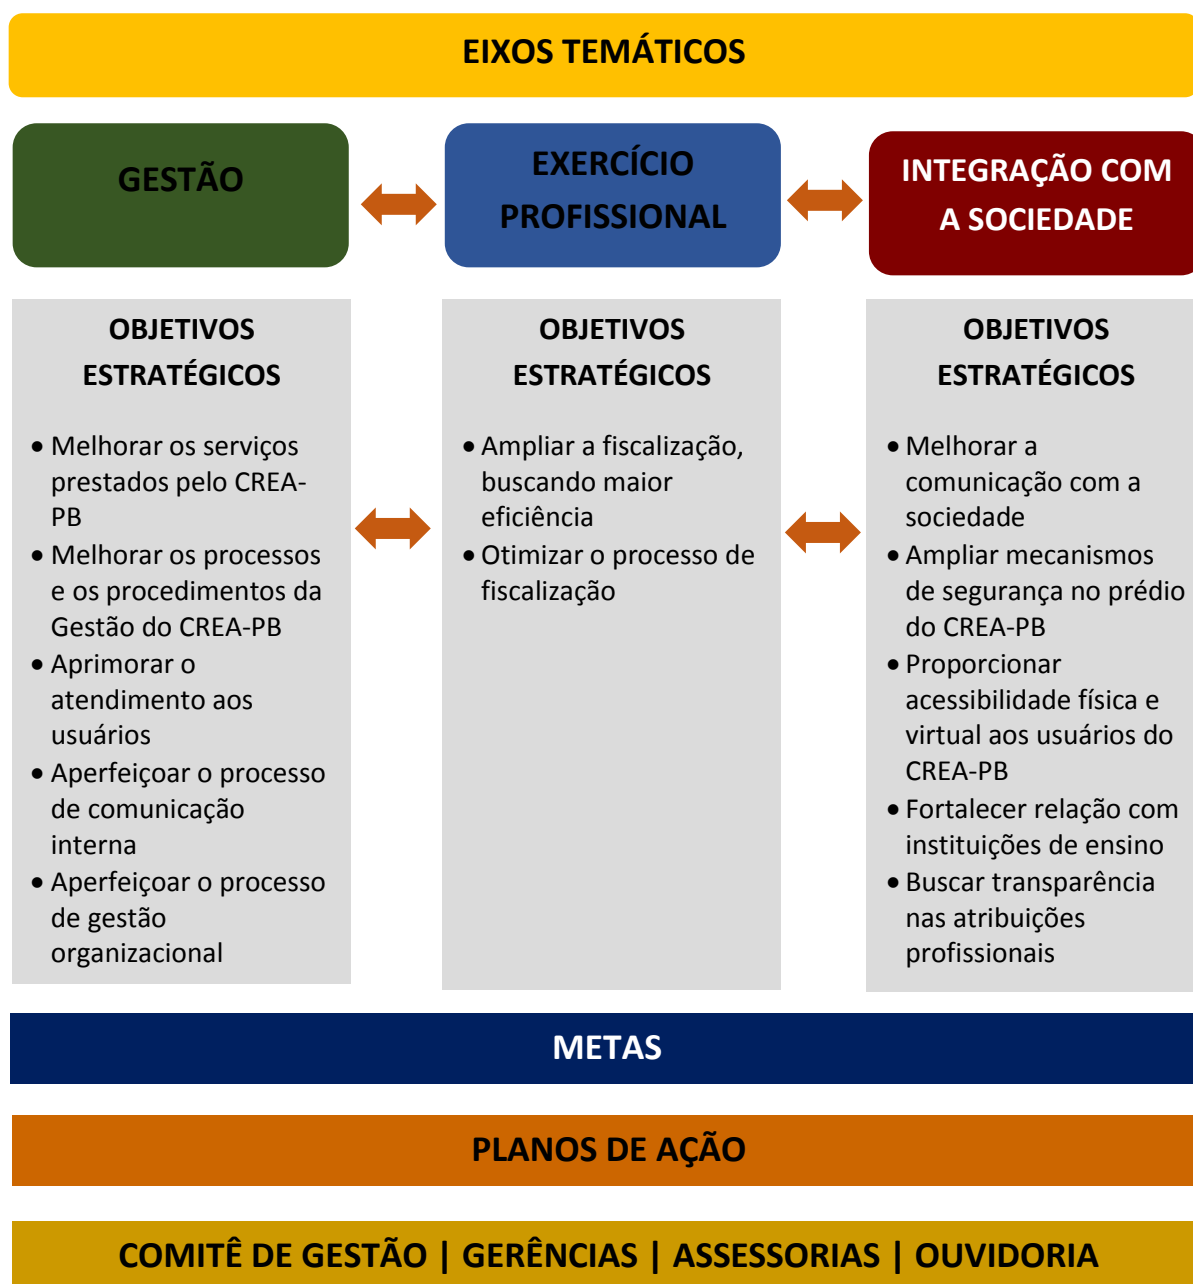 EIXOS TEMÁTICOS
GESTÃO
EXERCÍCIO
PROFISSIONAL
INTEGRAÇÃO COM
A SOCIEDADE
OBJETIVOS
ESTRATÉGICOS
• Melhorar os serviços
prestados pelo CREA-
PB
• Melhorar os processos
e os procedimentos da
Gestão do CREA-PB
• Aprimorar o
atendimento aos
usuários
• Aperfeiçoar o processo
de comunicação
interna
• Aperfeiçoar o processo
de gestão
organizacional
OBJETIVOS
ESTRATÉGICOS
• Ampliar a fiscalização,
buscando maior
eficiência
• Otimizar o processo de
fiscalização
OBJETIVOS
ESTRATÉGICOS
• Melhorar a
comunicação com a
sociedade
• Ampliar mecanismos
de segurança no prédio
do CREA-PB
• Proporcionar
acessibilidade física e
virtual aos usuários do
CREA-PB
• Fortalecer relação com
instituições de ensino
• Buscar transparência
nas atribuições
profissionais
METAS
PLANOS DE AÇÃO
COMITÊ DE GESTÃO | GERÊNCIAS | ASSESSORIAS | OUVIDORIA